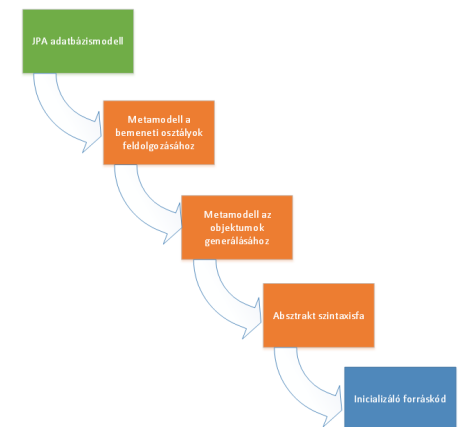 JPA adatbázismodell
Metamodell a
bemeneti osztályok
feldolgozásához
Metamodell az
objektumok
generálásához
Absztrakt szintaxisfa
Inicializáló forráskód